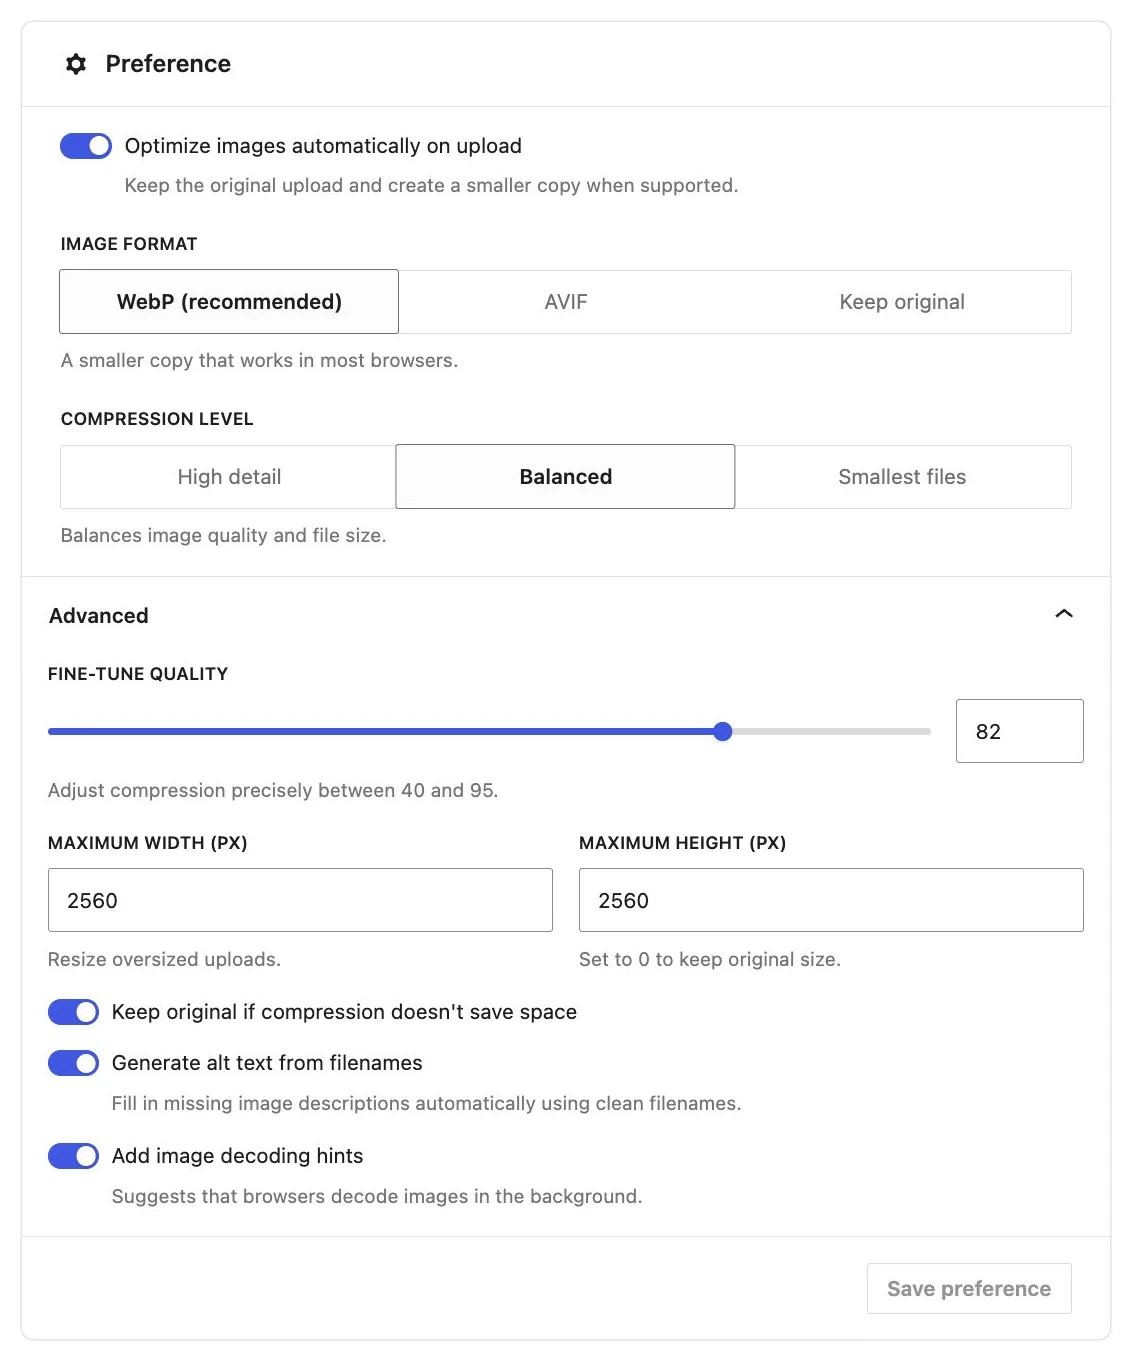 Preference
Optimize images automatically on upload
Keep the original upload and create a smaller copy when supported.
IMAGE FORMAT
WebP (recommended)
AVIF
Keep original
A smaller copy that works in most browsers.
COMPRESSION LEVEL
High detail
Balanced
Smallest files
Balances image quality and file size.
Advanced
FINE-TUNE QUALITY
82
Adjust compression precisely between 40 and 95.
MAXIMUM WIDTH (PX)
MAXIMUM HEIGHT (PX)
2560
2560
Resize oversized uploads.
Set to 0 to keep original size.
Keep original if compression doesn't save space
Generate alt text from filenames
Fill in missing image descriptions automatically using clean filenames.
Add image decoding hints
Suggests that browsers decode images in the background.
Save preference